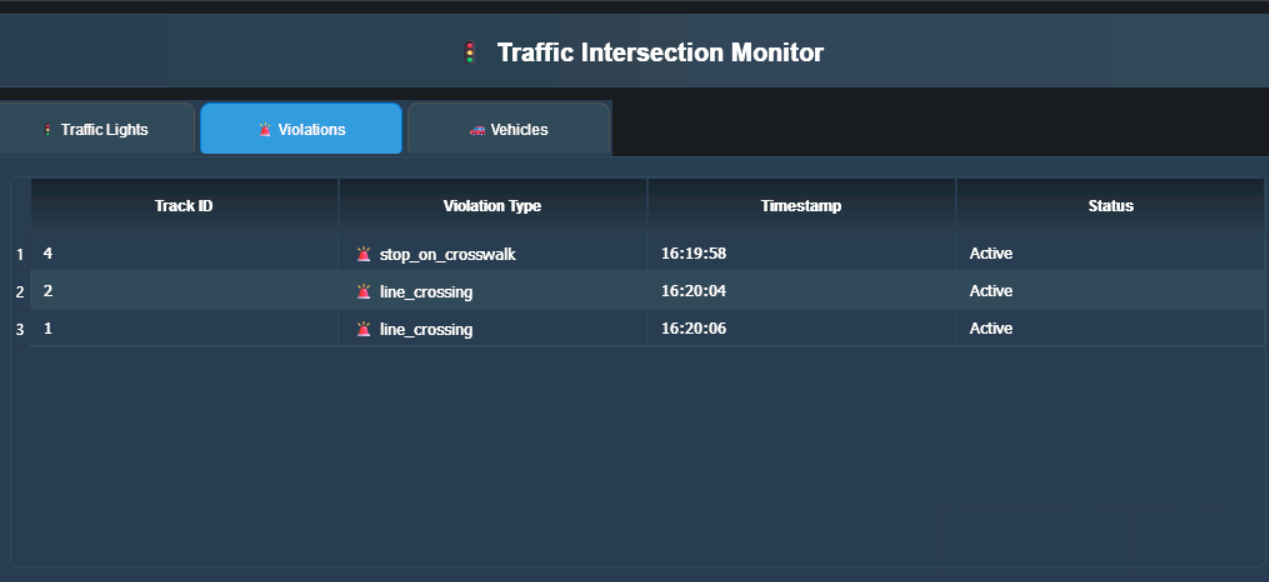 Traffic Intersection Monitor
Traffic Lights Violations Vehicles
Track ID Violation Type Timestamp Status
1 4 stop_on_crosswalk 16:19:58 Active
2 2 line_crossing 16:20:04 Active
3 1 line_crossing 16:20:06 Active